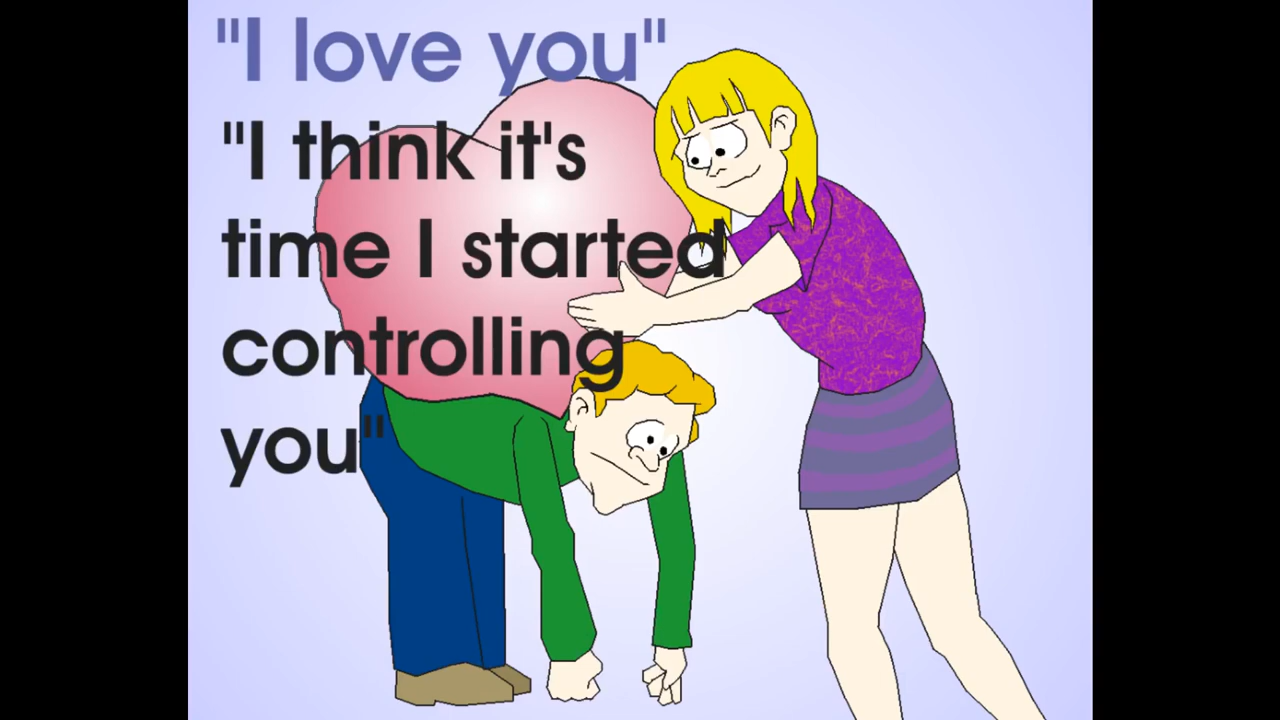 "I love you"
"I think it's
time I started
controlling
you"